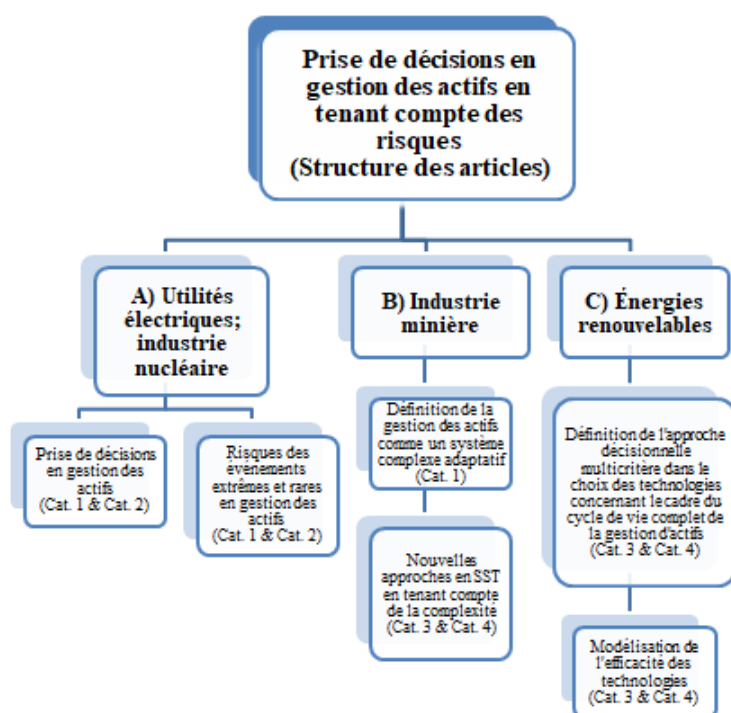 Prise de décisions en
gestion des actifs en
tenant compte des
risques
(Structure des articles)
A) Utilités
électriques;
industrie
nucléaire
Prise de décisions
en gestion des
actifs
(Cat. 1 & Cat. 2)
Risques des
événements
extrêmes et rares
en gestion des
actifs
(Cat. 1 & Cat. 2)
B) Industrie
minière
Définition de la
gestion des actifs
comme un système
complexe adaptatif
(Cat. 1)
Nouvelles
approches en SST
en tenant compte
de la complexité
(Cat. 3 & Cat. 4)
C) Énergies
renouvelables
Définition de l'approche
décisionnelle
multicritère dans le
choix des technologies
concernant le cadre du
cycle de vie complet de
la gestion d'actifs
(Cat. 3 & Cat. 4)
Modélisation de
l'efficacité des
technologies
(Cat. 3 & Cat. 4)